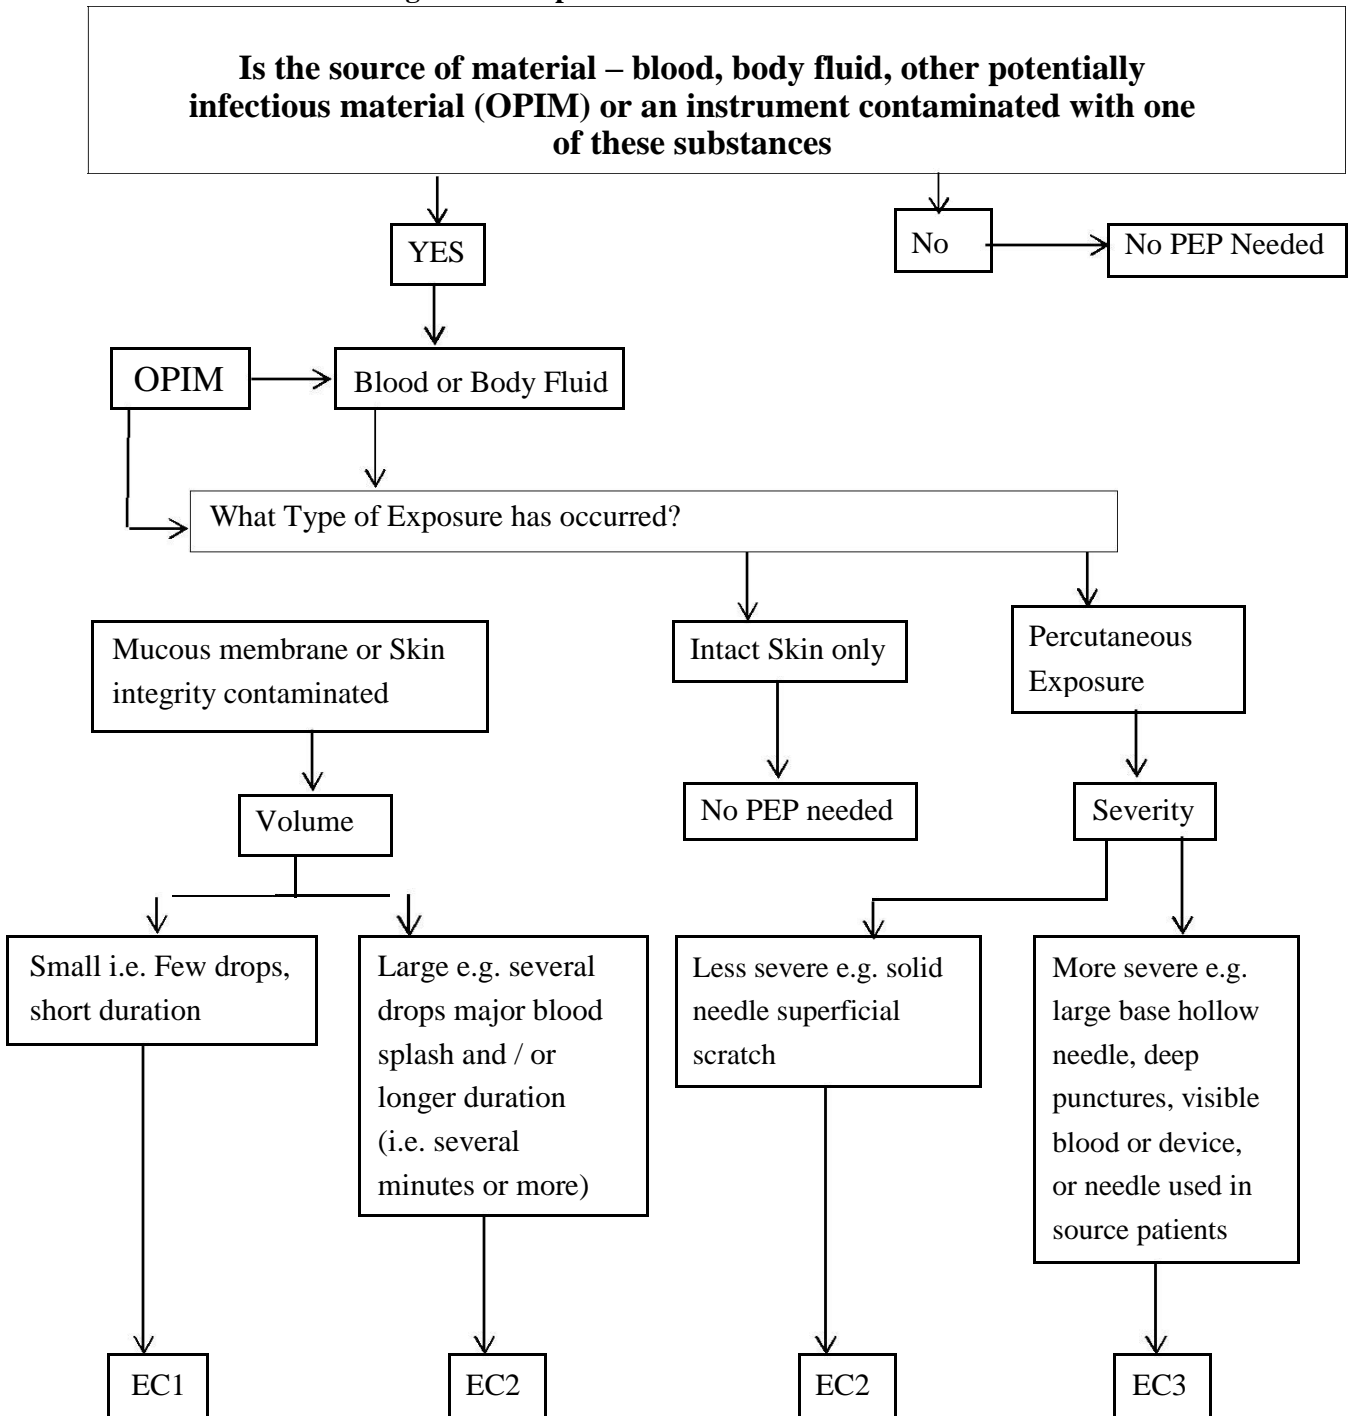 Is the source of material – blood, body fluid, other potentially
infectious material (OPIM) or an instrument contaminated with one
of these substances
YES
No
No PEP Needed
OPIM
Blood or Body Fluid
What Type of Exposure has occurred?
Mucous membrane or Skin
integrity contaminated
Intact Skin only
Percutaneous
Exposure
Volume
No PEP needed
Severity
Small i.e. Few drops,
short duration
Large e.g. several
drops major blood
splash and / or
longer duration
(i.e. several
minutes or more)
Less severe e.g. solid
needle superficial
scratch
More severe e.g.
large base hollow
needle, deep
punctures, visible
blood or device,
or needle used in
source patients
EC1
EC2
EC2
EC3